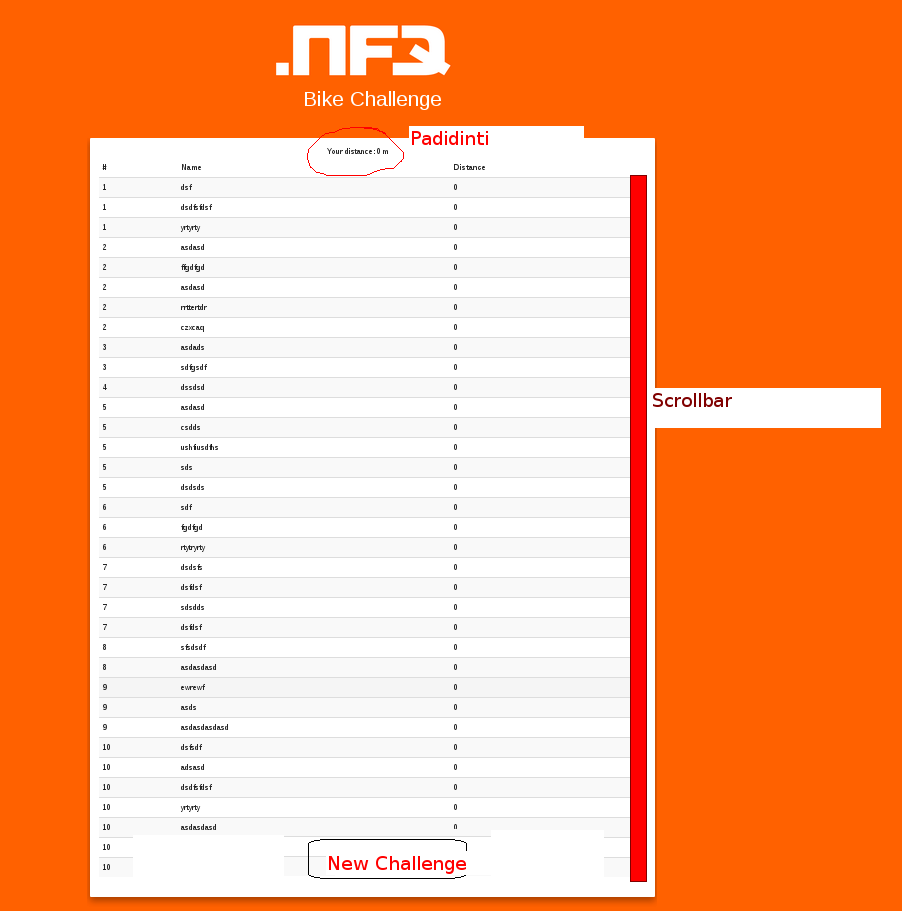 .NFQ
Bike Challenge
Padidinti
Your distance: 0 m
# Name Distance
1 dsf 0
1 dsdfsfdsf 0
1 yrtyrty 0
2 asdasd 0
2 ffgdfgd 0
2 asdasd 0
2 rrttertdr 0
2 czxcaq 0
3 asdads 0
3 sdfgsdf 0
4 dssdsd 0
5 asdasd 0
Scrollbar
5 csdds 0
5 ushfiusdfhs 0
5 sds 0
5 dsdsds 0
6 sdf 0
6 fgdfgd 0
6 rtytryrty 0
7 dsdsfs 0
7 dsfdsf 0
7 sdsdds 0
7 dsfdsf 0
8 sfsdsdf 0
8 asdasdasd 0
9 ewrewf 0
9 asds 0
9 asdasdasdasd 0
10 dsfsdf 0
10 adsasd 0
10 dsdfsfdsf 0
10 yrtyrty 0
10 asdasdasd 0
10
New Challenge
10